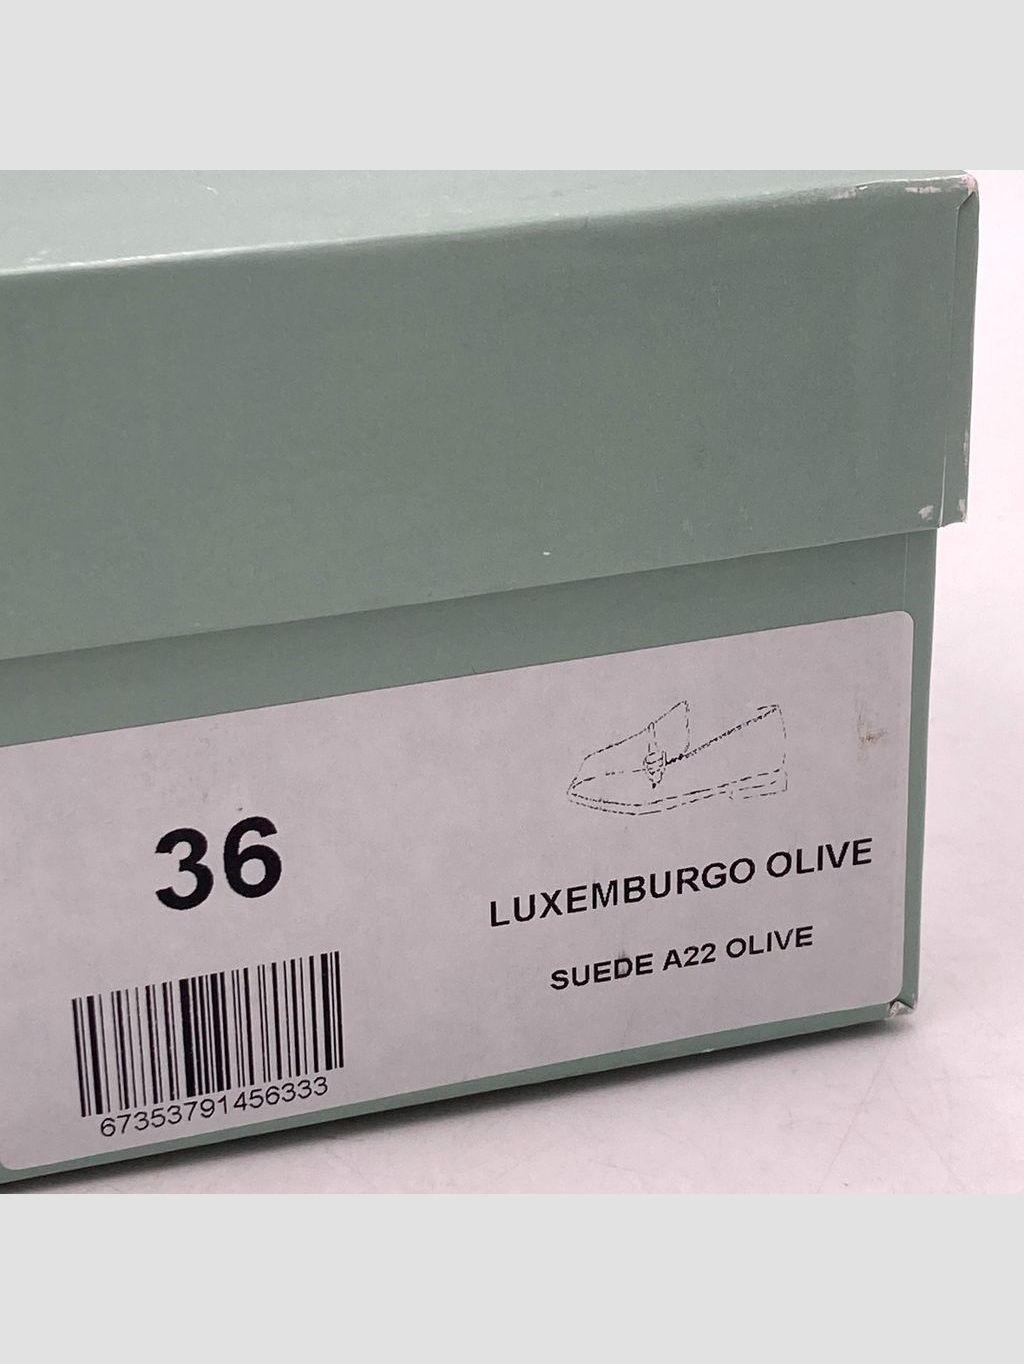 36
LUXEMBURGO OLIVE
SUEDE A22 OLIVE
67353791456333